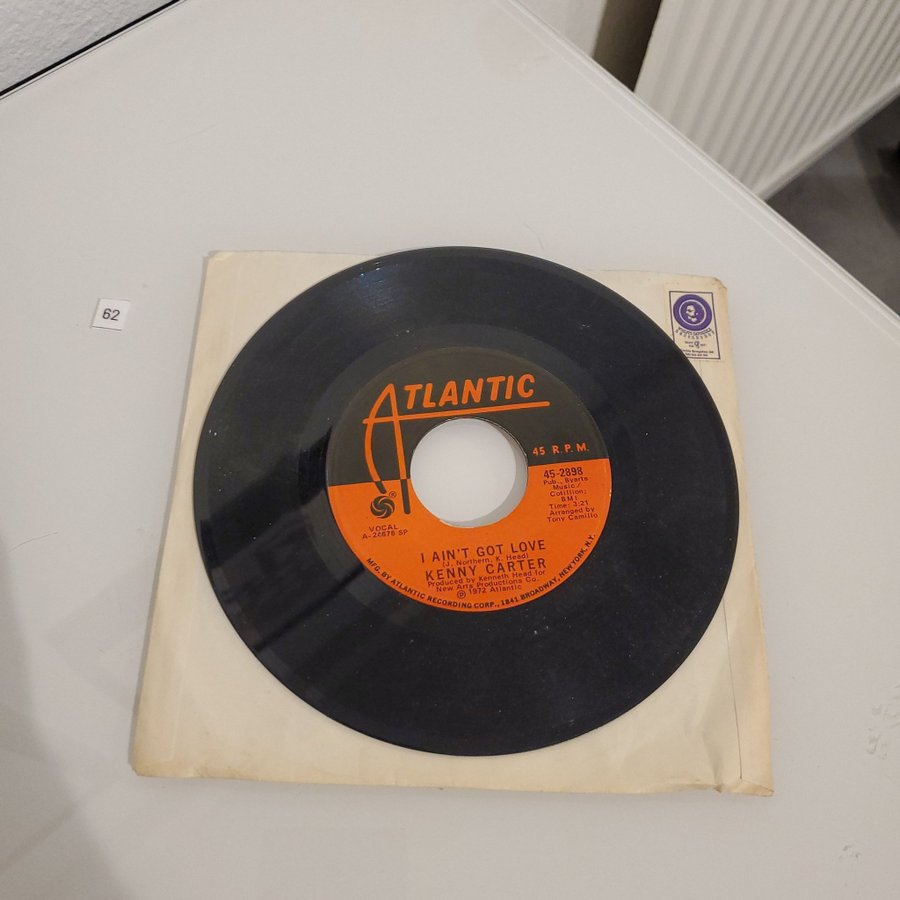 62
ATLANTIC
45 R.P.M.
45-2898
Pub., Byarts
Music/
Cotillion;
BMI
Time: 3:21
Arranged by
Tony Camillo
®
VOCAL
A-24878 SP
I AIN'T GOT LOVE
(J. Northern, K. Head)
KENNY CARTER
Produced by Kenneth Head for
New Arts Productions Co.
Ⓟ 1972 Atlantic
MFG. BY ATLANTIC RECORDING CORP., 1841 BROADWAY, NEW YORK, N.Y.